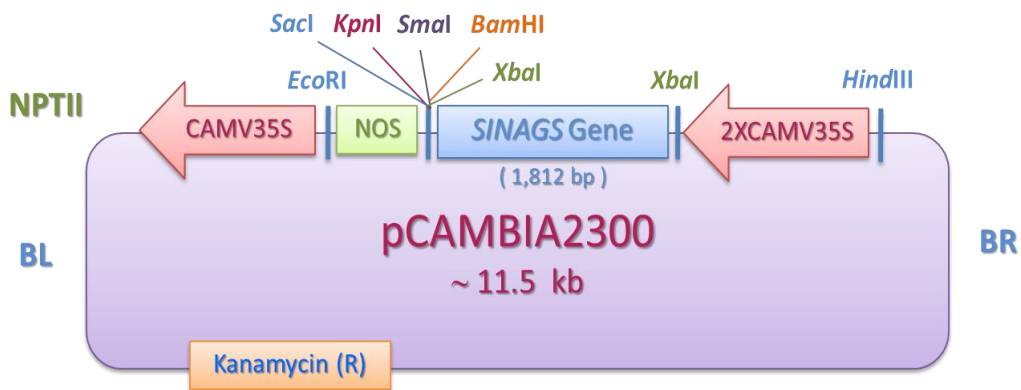 SacI KpnI SmaI BamHI
EcoRI XbaI XbaI HindIII
NPTII
CAMV35S NOS SlNAGS Gene 2XCAMV35S
( 1,812 bp )
pCAMBIA2300
BL BR
~ 11.5 kb
Kanamycin (R)